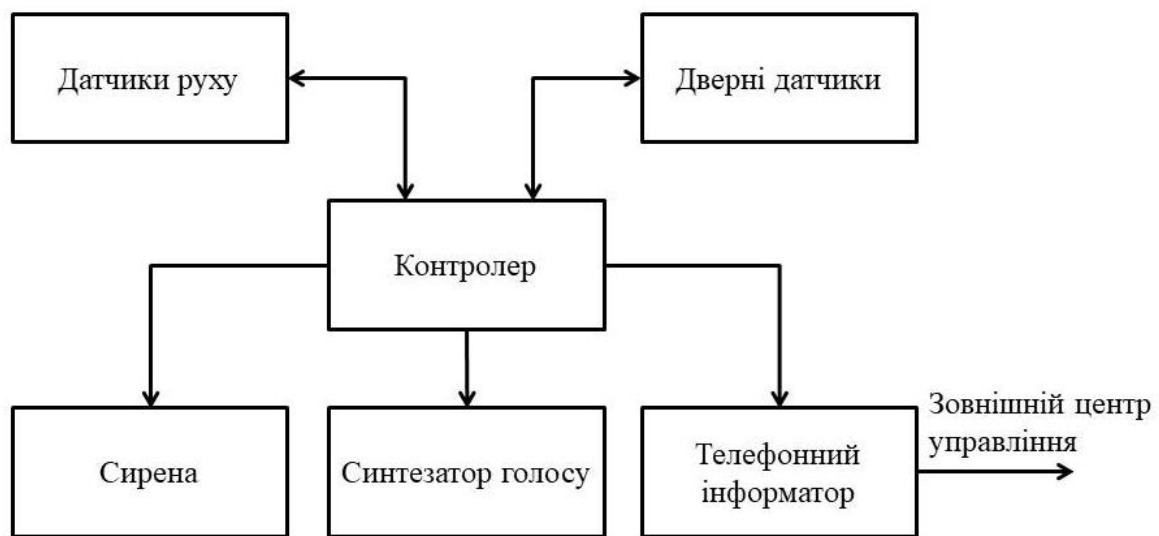 Датчики руху
Дверні датчики
Контролер
Сирена
Синтезатор голосу
Телефонний
інформатор
Зовнішній центр
управління